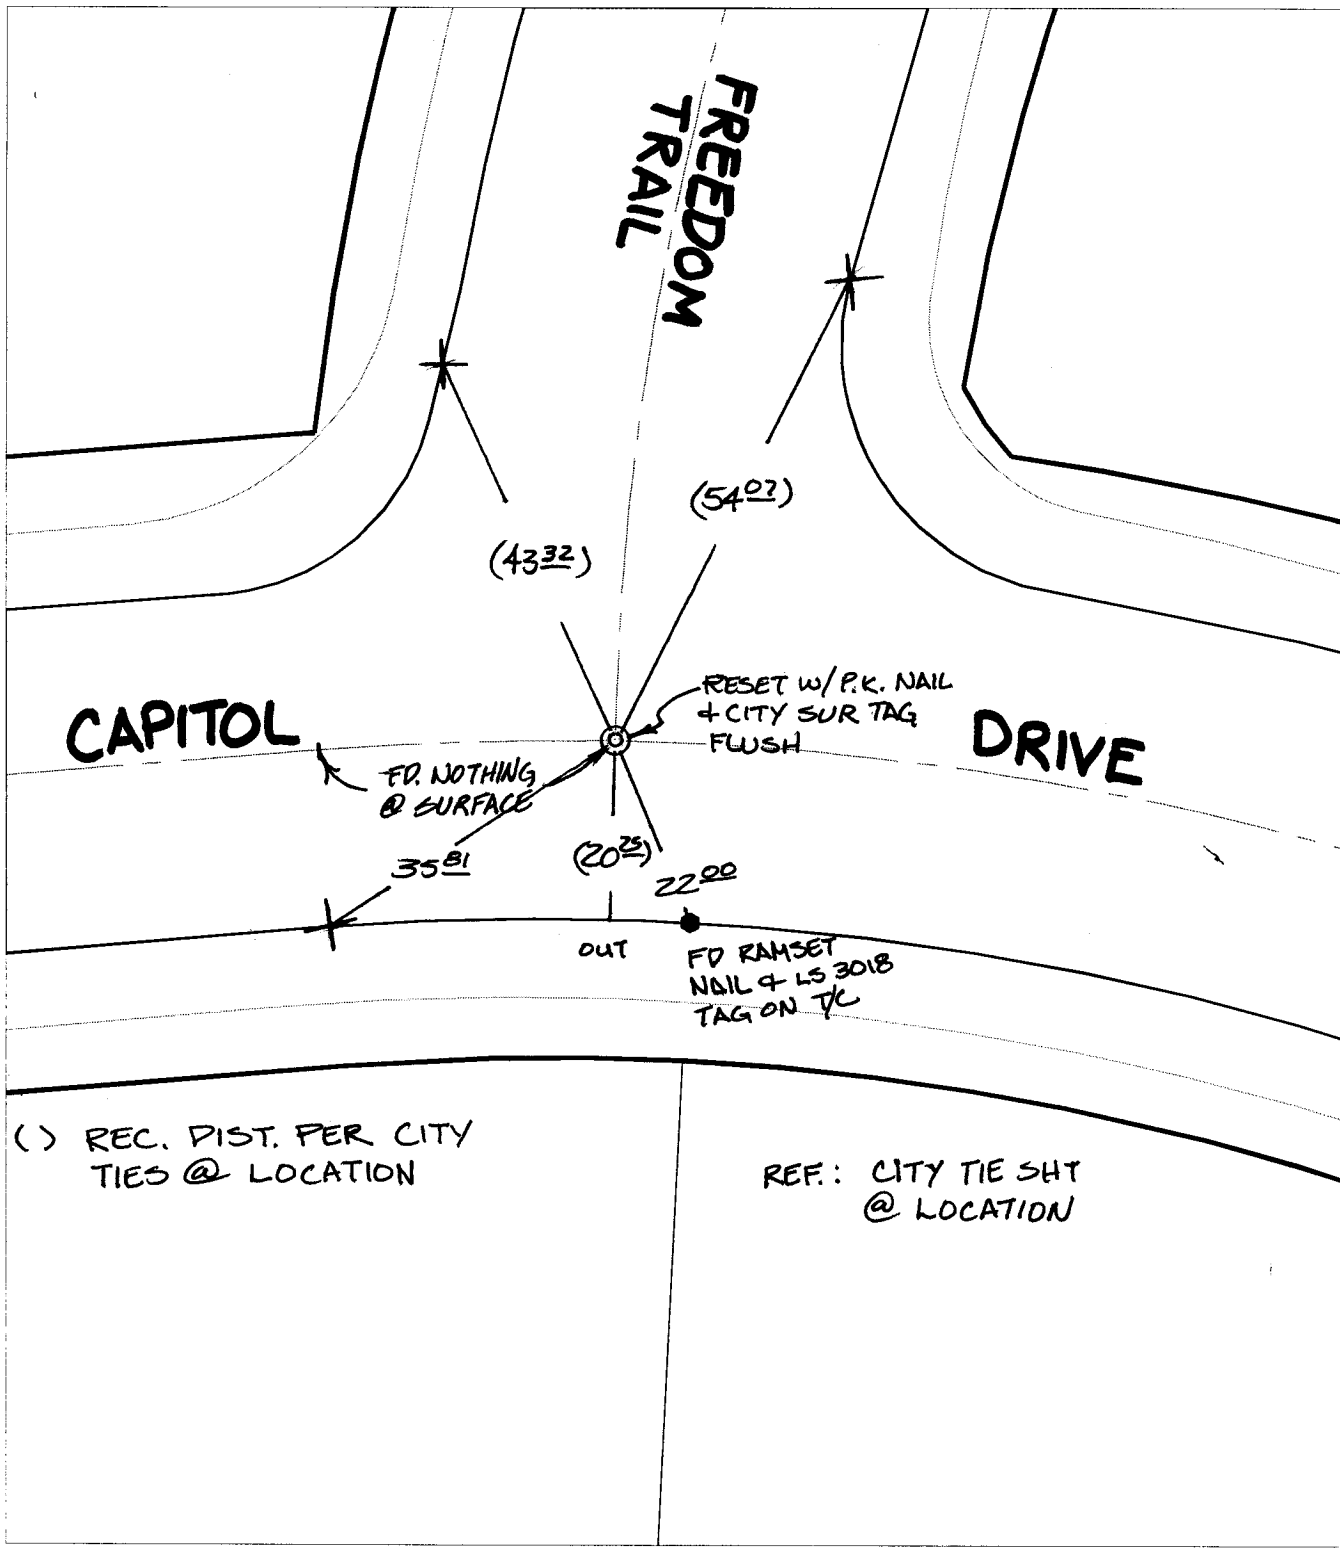 FREEDOM
TRAIL
(54 07)
(43 32)
RESET W/ P.K. NAIL
& CITY SUR TAG
FLUSH
CAPITOL
DRIVE
FD. NOTHING
@ SURFACE
35 81
(20 25)
22 00
OUT
FD RAMSET
NAIL & LS 3018
TAG ON T/C
( ) REC. DIST. PER CITY
TIES @ LOCATION
REF.: CITY TIE SHT
@ LOCATION